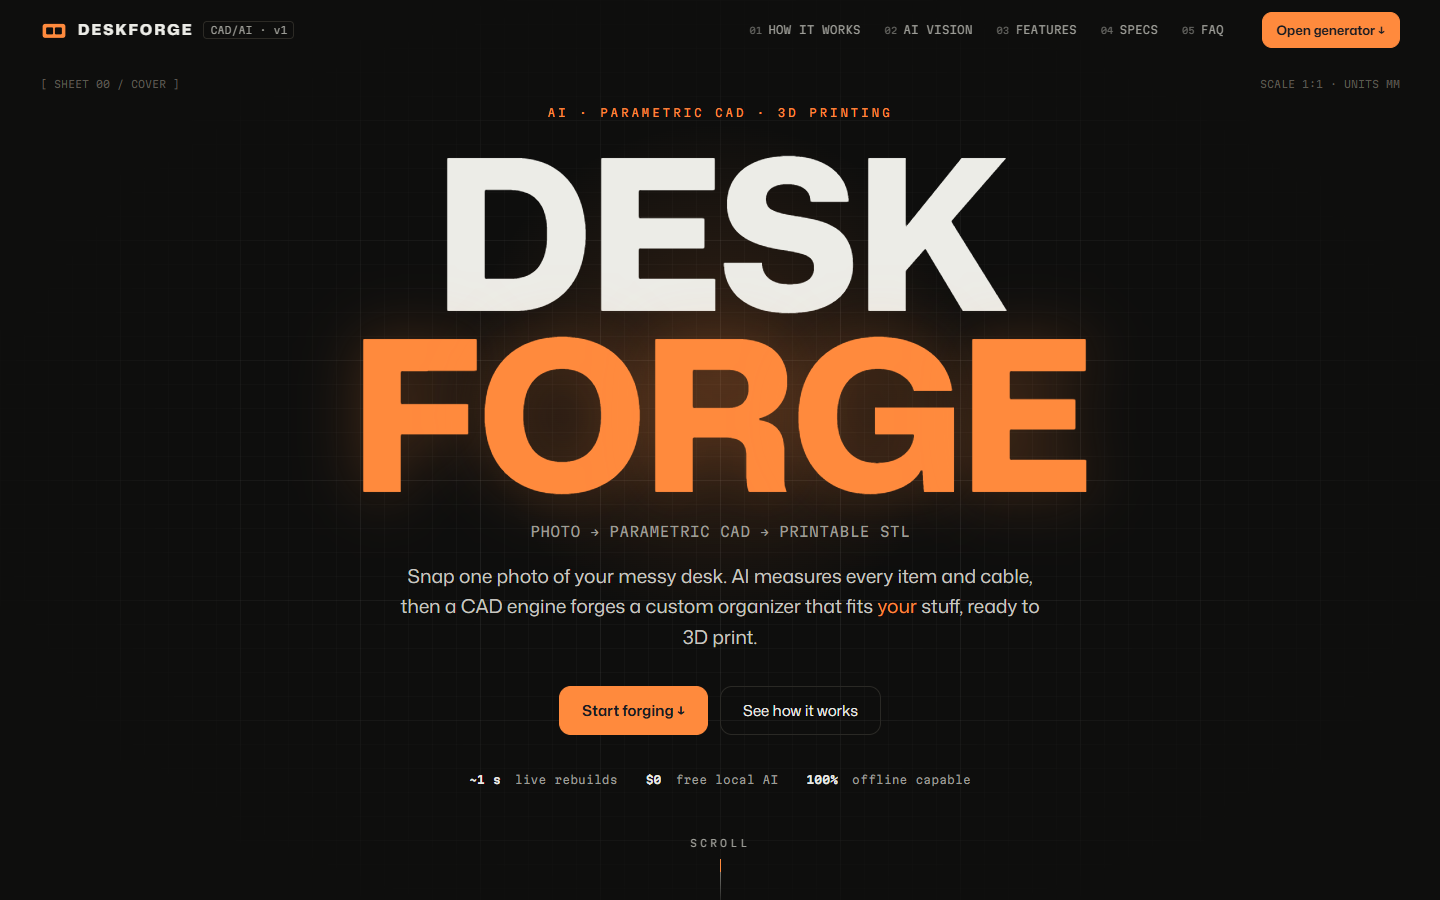 DESKFORGE CAD/AI · v1 01 HOW IT WORKS 02 AI VISION 03 FEATURES 04 SPECS 05 FAQ Open generator ↓
[ SHEET 00 / COVER ] SCALE 1:1 · UNITS MM
AI · PARAMETRIC CAD · 3D PRINTING
DESK
FORGE
PHOTO → PARAMETRIC CAD → PRINTABLE STL
Snap one photo of your messy desk. AI measures every item and cable,
then a CAD engine forges a custom organizer that fits your stuff, ready to
3D print.
Start forging ↓ See how it works
~1 s live rebuilds $0 free local AI 100% offline capable
SCROLL